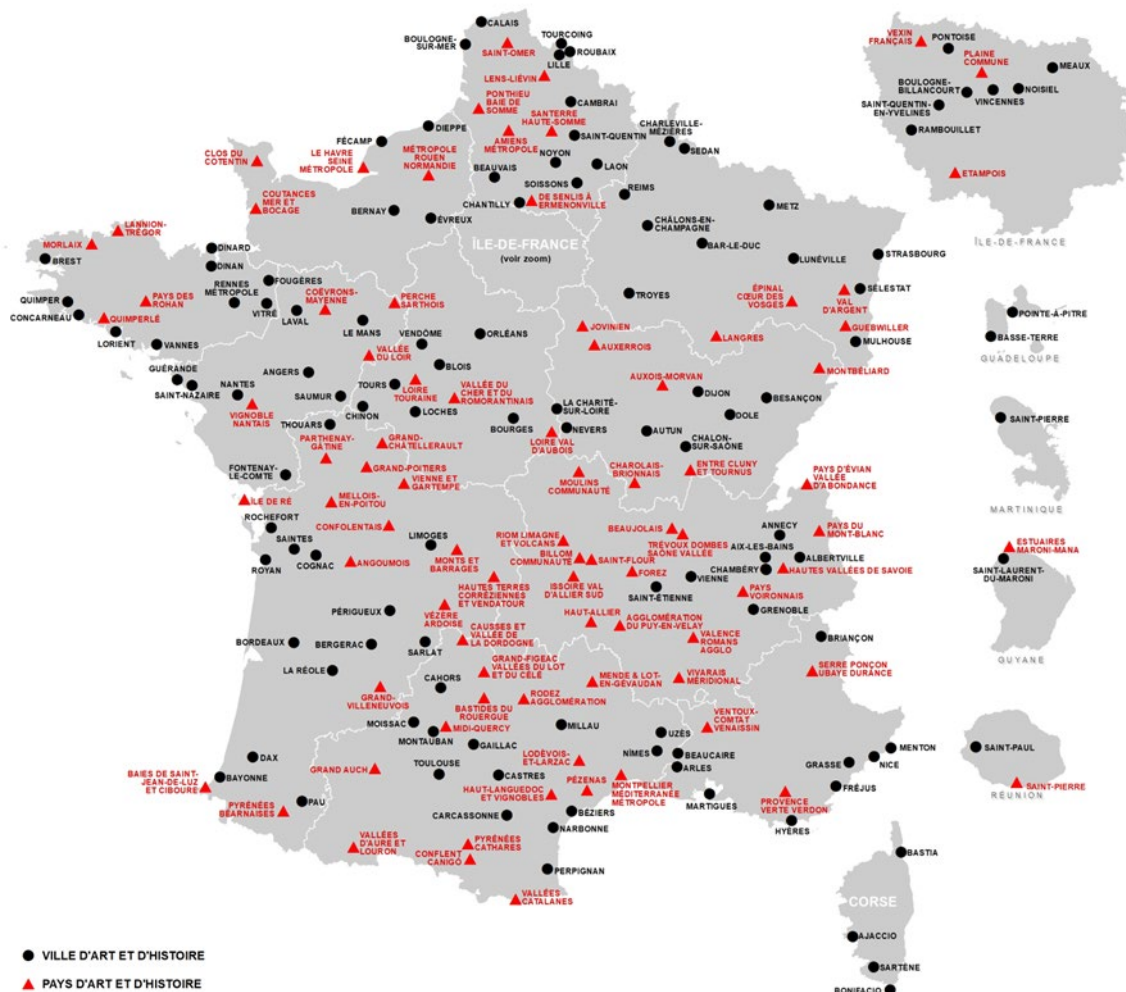 CALAIS
BOULOGNE-
SUR-MER
SAINT-OMER
TOURCOING
ROUBAIX
LILLE
LENS-LIÉVIN
PONTHIEU
BAIE DE
SOMME
CAMBRAI
SANTERRE
HAUTE-SOMME
AMIENS
MÉTROPOLE
SAINT-QUENTIN
CHARLEVILLE-
MÉZIÈRES
SEDAN
DIEPPE
FÉCAMP
LE HAVRE
SEINE
MÉTROPOLE
MÉTROPOLE
ROUEN
NORMANDIE
CLOS DU
COTENTIN
COUTANCES
MER ET
BOCAGE
BEAUVAIS
NOYON
LAON
SOISSONS
CHANTILLY
DE SENLIS À
ERMENONVILLE
REIMS
BERNAY
ÉVREUX
ÎLE-DE-FRANCE
(voir zoom)
CHÂLONS-EN-
CHAMPAGNE
BAR-LE-DUC
METZ
LUNÉVILLE
STRASBOURG
LANNION-
TRÉGOR
MORLAIX
BREST
DINARD
DINAN
PAYS DES
ROHAN
RENNES
MÉTROPOLE
FOUGÈRES
VITRÉ
LAVAL
COËVRONS-
MAYENNE
PERCHE
SARTHOIS
LE MANS
TROYES
ÉPINAL
CŒUR DES
VOSGES
SÉLESTAT
VAL
D'ARGENT
GUEBWILLER
MULHOUSE
QUIMPER
CONCARNEAU
QUIMPERLÉ
LORIENT
VANNES
VENDÔME
ORLÉANS
JOVINIEN
AUXERROIS
LANGRES
MONTBÉLIARD
VALLÉE
DU LOIR
BLOIS
GUÉRANDE
SAINT-NAZAIRE
NANTES
VIGNOBLE
NANTAIS
ANGERS
SAUMUR
TOURS
LOIRE
TOURAINE
VALLÉE DU
CHER ET DU
ROMORANTINAIS
CHINON
LOCHES
THOUARS
BOURGES
LA CHARITÉ-
SUR-LOIRE
NEVERS
LOIRE VAL
D'AUBOIS
AUXOIS-MORVAN
DIJON
BESANÇON
DOLE
AUTUN
CHALON-
SUR-SAÔNE
PARTHENAY-
GÂTINE
GRAND-
CHÂTELLERAULT
GRAND-POITIERS
VIENNE ET
GARTEMPE
FONTENAY-
LE-COMTE
ÎLE DE RÉ
MELLOIS-
EN-POITOU
MOULINS
COMMUNAUTÉ
CHAROLAIS-
BRIONNAIS
ENTRE CLUNY
ET TOURNUS
PAYS D'ÉVIAN
VALLÉE
D'ABONDANCE
ROCHEFORT
SAINTES
COGNAC
ROYAN
CONFOLENTAIS
ANGOUMOIS
LIMOGES
MONTS ET
BARRAGES
RIOM LIMAGNE
ET VOLCANS
BILLOM
COMMUNAUTÉ
SAINT-FLOUR
ISSOIRE VAL
D'ALLIER SUD
FOREZ
BEAUJOLAIS
TRÉVOUX DOMBES
SAÔNE VALLÉE
ANNECY
AIX-LES-BAINS
PAYS DU
MONT-BLANC
ALBERTVILLE
CHAMBÉRY
HAUTES VALLÉES DE SAVOIE
VIENNE
SAINT-ÉTIENNE
PAYS
VOIRONNAIS
GRENOBLE
HAUTES TERRES
CORRÉZIENNES
ET VENDATOUR
VÉZÈRE
ARDOISE
PÉRIGUEUX
CAUSSES ET
VALLÉE DE
LA DORDOGNE
HAUT-ALLIER
AGGLOMÉRATION
DU PUY-EN-VELAY
VALENCE
ROMANS
AGGLO
BRIANÇON
SERRE PONÇON
UBAYE DURANCE
BORDEAUX
BERGERAC
SARLAT
LA RÉOLE
GRAND-FIGEAC
VALLÉES DU LOT
ET DU CÉLÉ
MENDE & LOT-
EN-GÉVAUDAN
VIVARAIS
MÉRIDIONAL
GRAND-
VILLENEUVOIS
CAHORS
BASTIDES DU
ROUERGUE
RODEZ
AGGLOMÉRATION
MOISSAC
MIDI-QUERCY
MONTAUBAN
GAILLAC
MILLAU
UZÈS
VENTOUX-
COMTAT
VENAISSIN
NÎMES
BEAUCAIRE
ARLES
DAX
BAYONNE
BAIES DE SAINT-
JEAN-DE-LUZ
ET CIBOURE
GRAND AUCH
TOULOUSE
CASTRES
LODÉVOIS-
ET-LARZAC
PÉZENAS
HAUT-LANGUEDOC
ET VIGNOBLES
MONTPELLIER
MÉDITERRANÉE
MÉTROPOLE
MARTIGUES
PROVENCE
VERTE VERDON
HYÈRES
GRASSE
FRÉJUS
NICE
MENTON
PYRÉNÉES
BÉARNAISES
PAU
CARCASSONNE
BÉZIERS
NARBONNE
VALLÉES
D'AURE ET
LOURON
PYRÉNÉES
CATHARES
CONFLENT
CANIGÓ
PERPIGNAN
VALLÉES
CATALANES
VEXIN
FRANÇAIS
PONTOISE
PLAINE
COMMUNE
MEAUX
BOULOGNE-
BILLANCOURT
VINCENNES
NOISIEL
SAINT-QUENTIN-
EN-YVELINES
RAMBOUILLET
ETAMPOIS
ÎLE-DE-FRANCE
POINTE-À-PITRE
BASSE-TERRE
GUADELOUPE
SAINT-PIERRE
MARTINIQUE
ESTUAIRES
MARONI-MANA
SAINT-LAURENT-
DU-MARONI
GUYANE
SAINT-PAUL
SAINT-PIERRE
RÉUNION
BASTIA
CORSE
AJACCIO
SARTÈNE
BONIFACIO
VILLE D'ART ET D'HISTOIRE
PAYS D'ART ET D'HISTOIRE